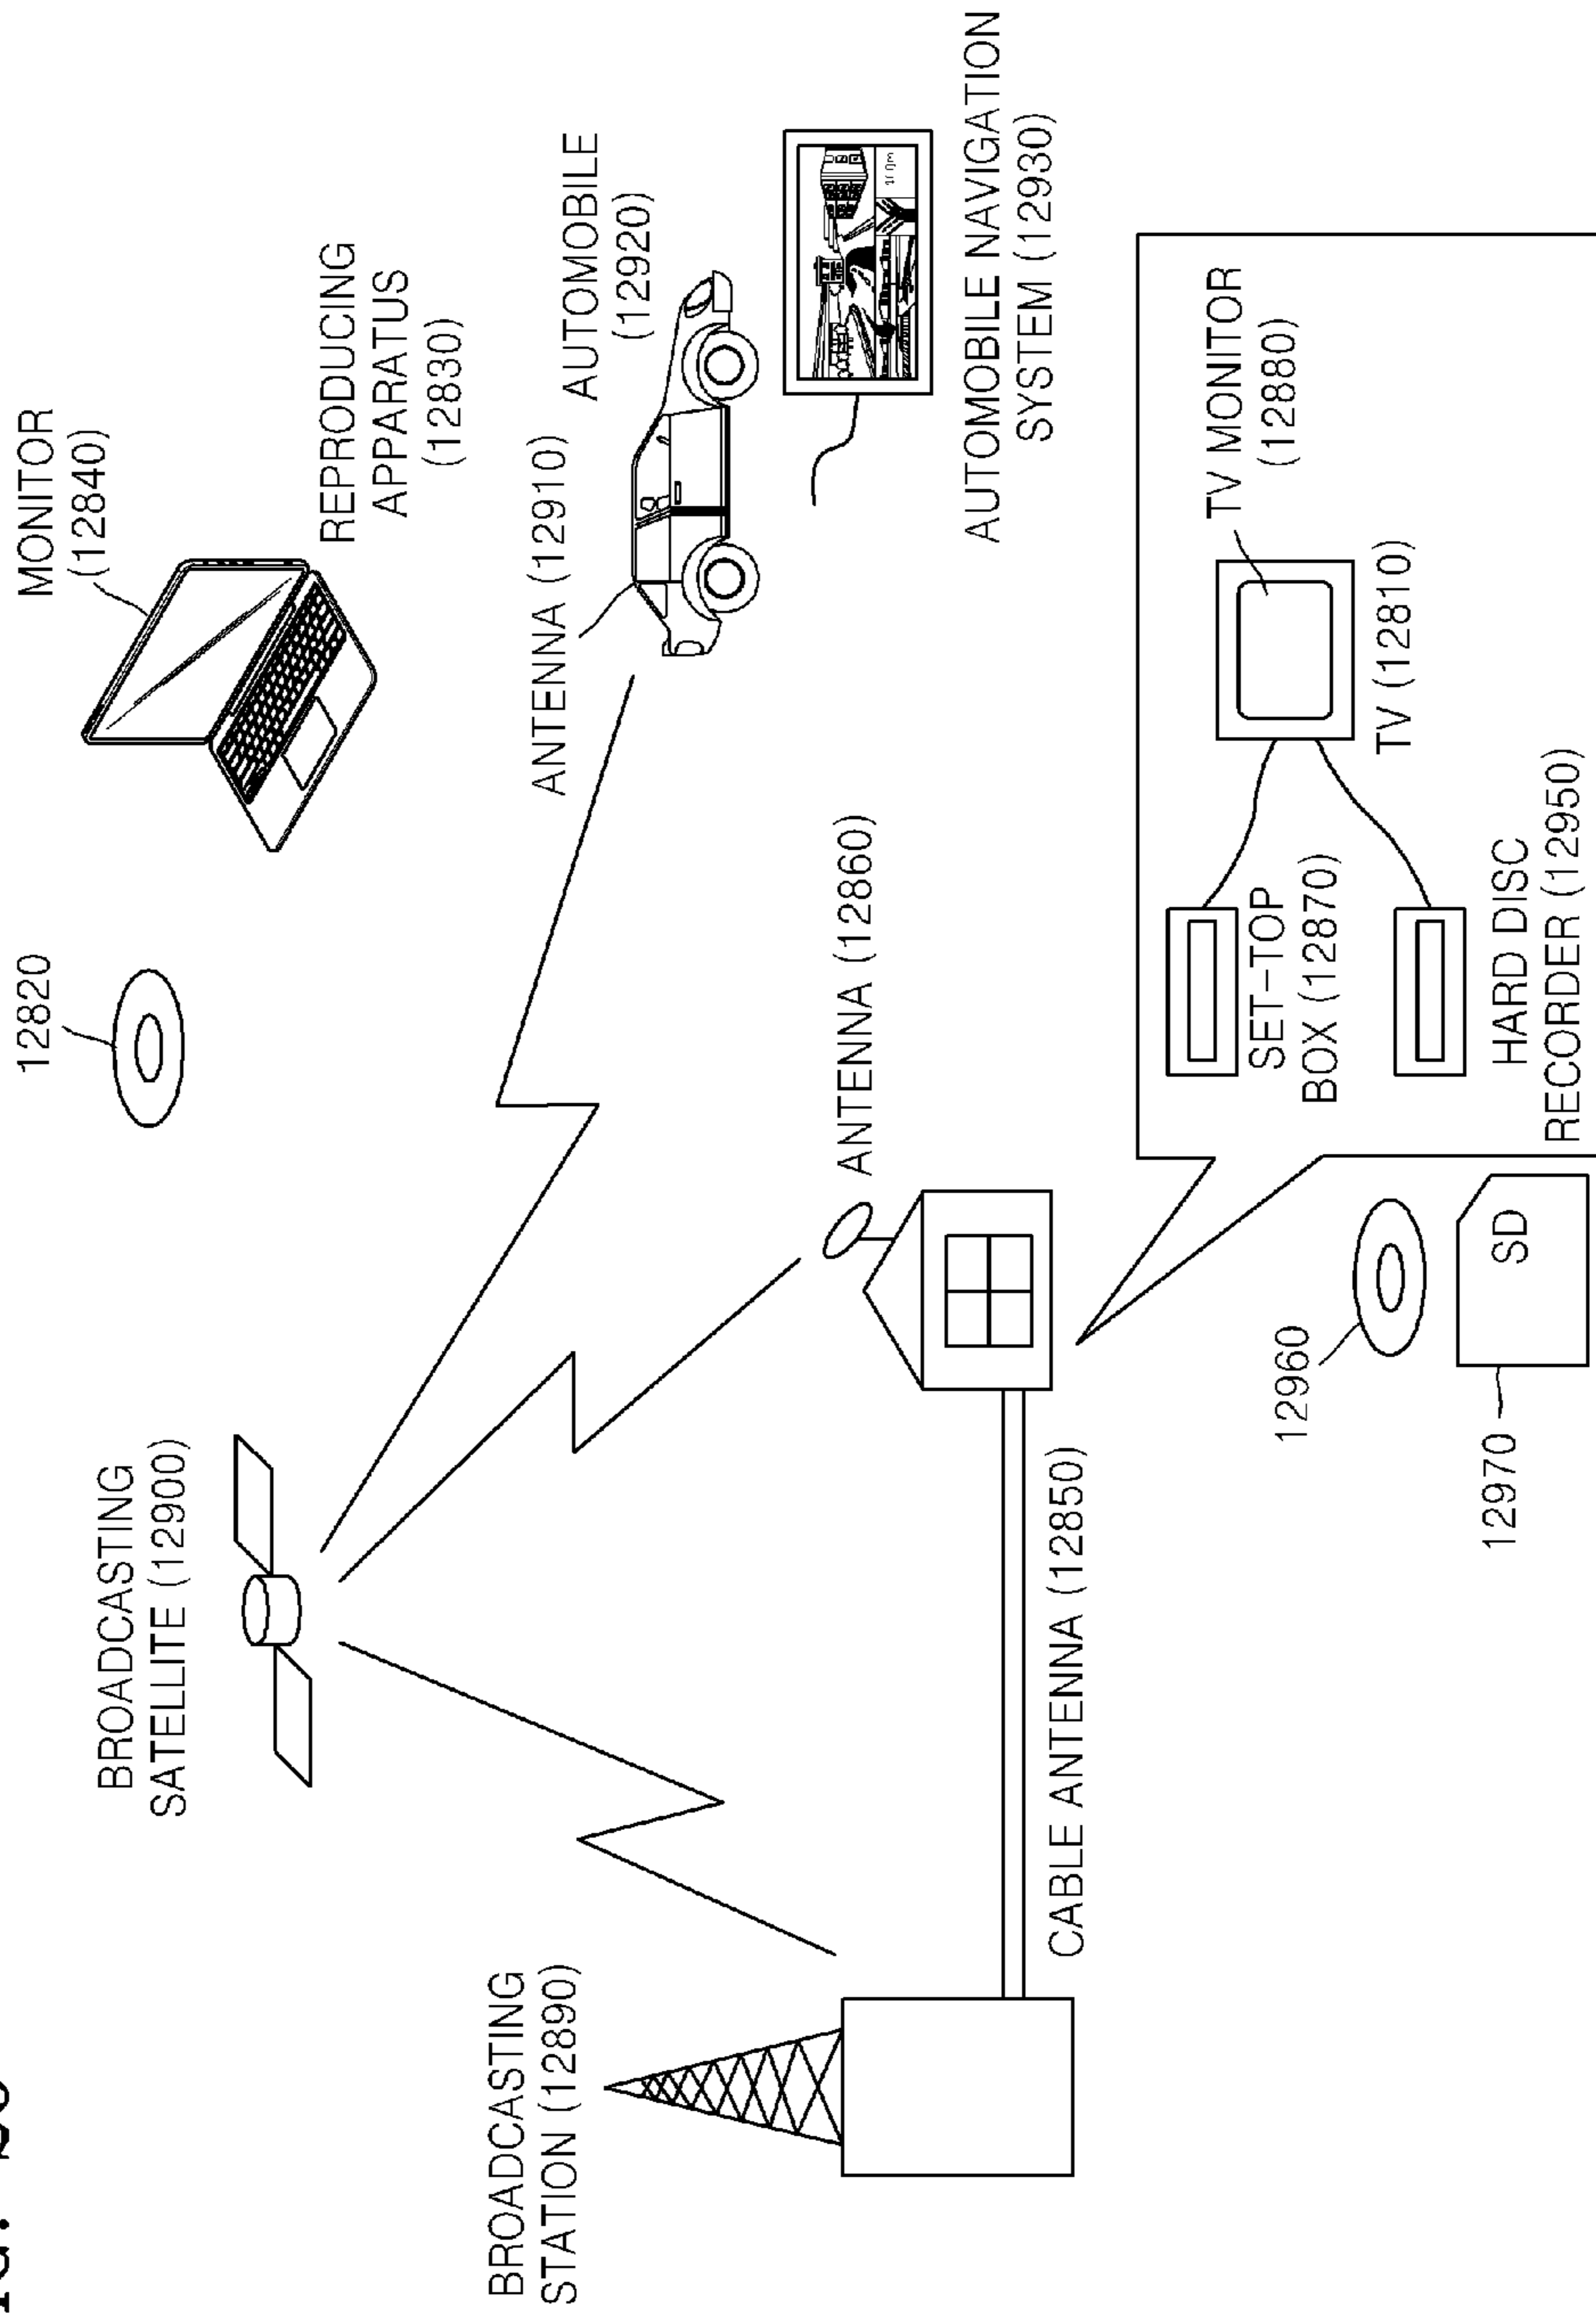 12820
MONITOR
(12840)
REPRODUCING
APPARATUS
(12830)
BROADCASTING
SATELLITE (12900)
ANTENNA (12910)
AUTOMOBILE
(12920)
BROADCASTING
STATION (12890)
ANTENNA (12860)
AUTOMOBILE NAVIGATION
SYSTEM (12930)
CABLE ANTENNA (12850)
TV MONITOR
(12880)
SET-TOP
BOX (12870)
TV (12810)
12960
HARD DISC
RECORDER (12950)
12970
SD